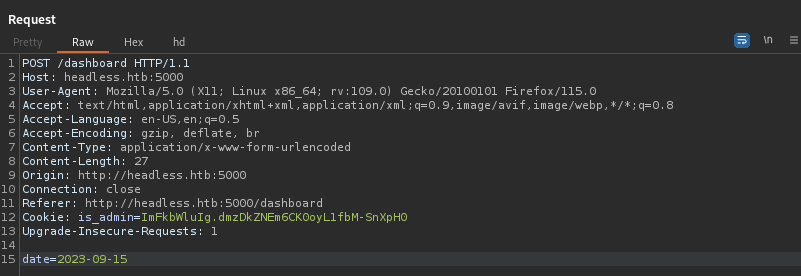 Request
Pretty Raw Hex hd \n
1 POST /dashboard HTTP/1.1
2 Host: headless.htb:5000
3 User-Agent: Mozilla/5.0 (X11; Linux x86_64; rv:109.0) Gecko/20100101 Firefox/115.0
4 Accept: text/html,application/xhtml+xml,application/xml;q=0.9,image/avif,image/webp,*/*;q=0.8
5 Accept-Language: en-US,en;q=0.5
6 Accept-Encoding: gzip, deflate, br
7 Content-Type: application/x-www-form-urlencoded
8 Content-Length: 27
9 Origin: http://headless.htb:5000
10 Connection: close
11 Referer: http://headless.htb:5000/dashboard
12 Cookie: is_admin=ImFkbWluIg.dmzDkZNEm6CK0oyL1fbM-SnXpH0
13 Upgrade-Insecure-Requests: 1
14
15 date=2023-09-15